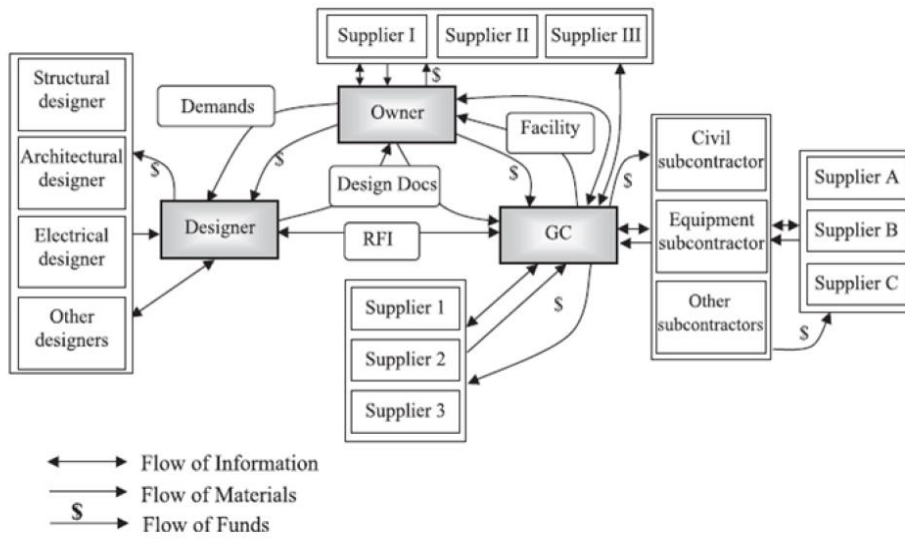 Supplier I
Supplier II
Supplier III
$
Structural
designer
Architectural
designer
Electrical
designer
Other
designers
$
Demands
Owner
Facility
$
$
$
Design Docs
Designer
RFI
GC
Civil
subcontractor
Equipment
subcontractor
Other
subcontractors
Supplier A
Supplier B
Supplier C
$
Supplier 1
Supplier 2
Supplier 3
$
Flow of Information
Flow of Materials
$
Flow of Funds